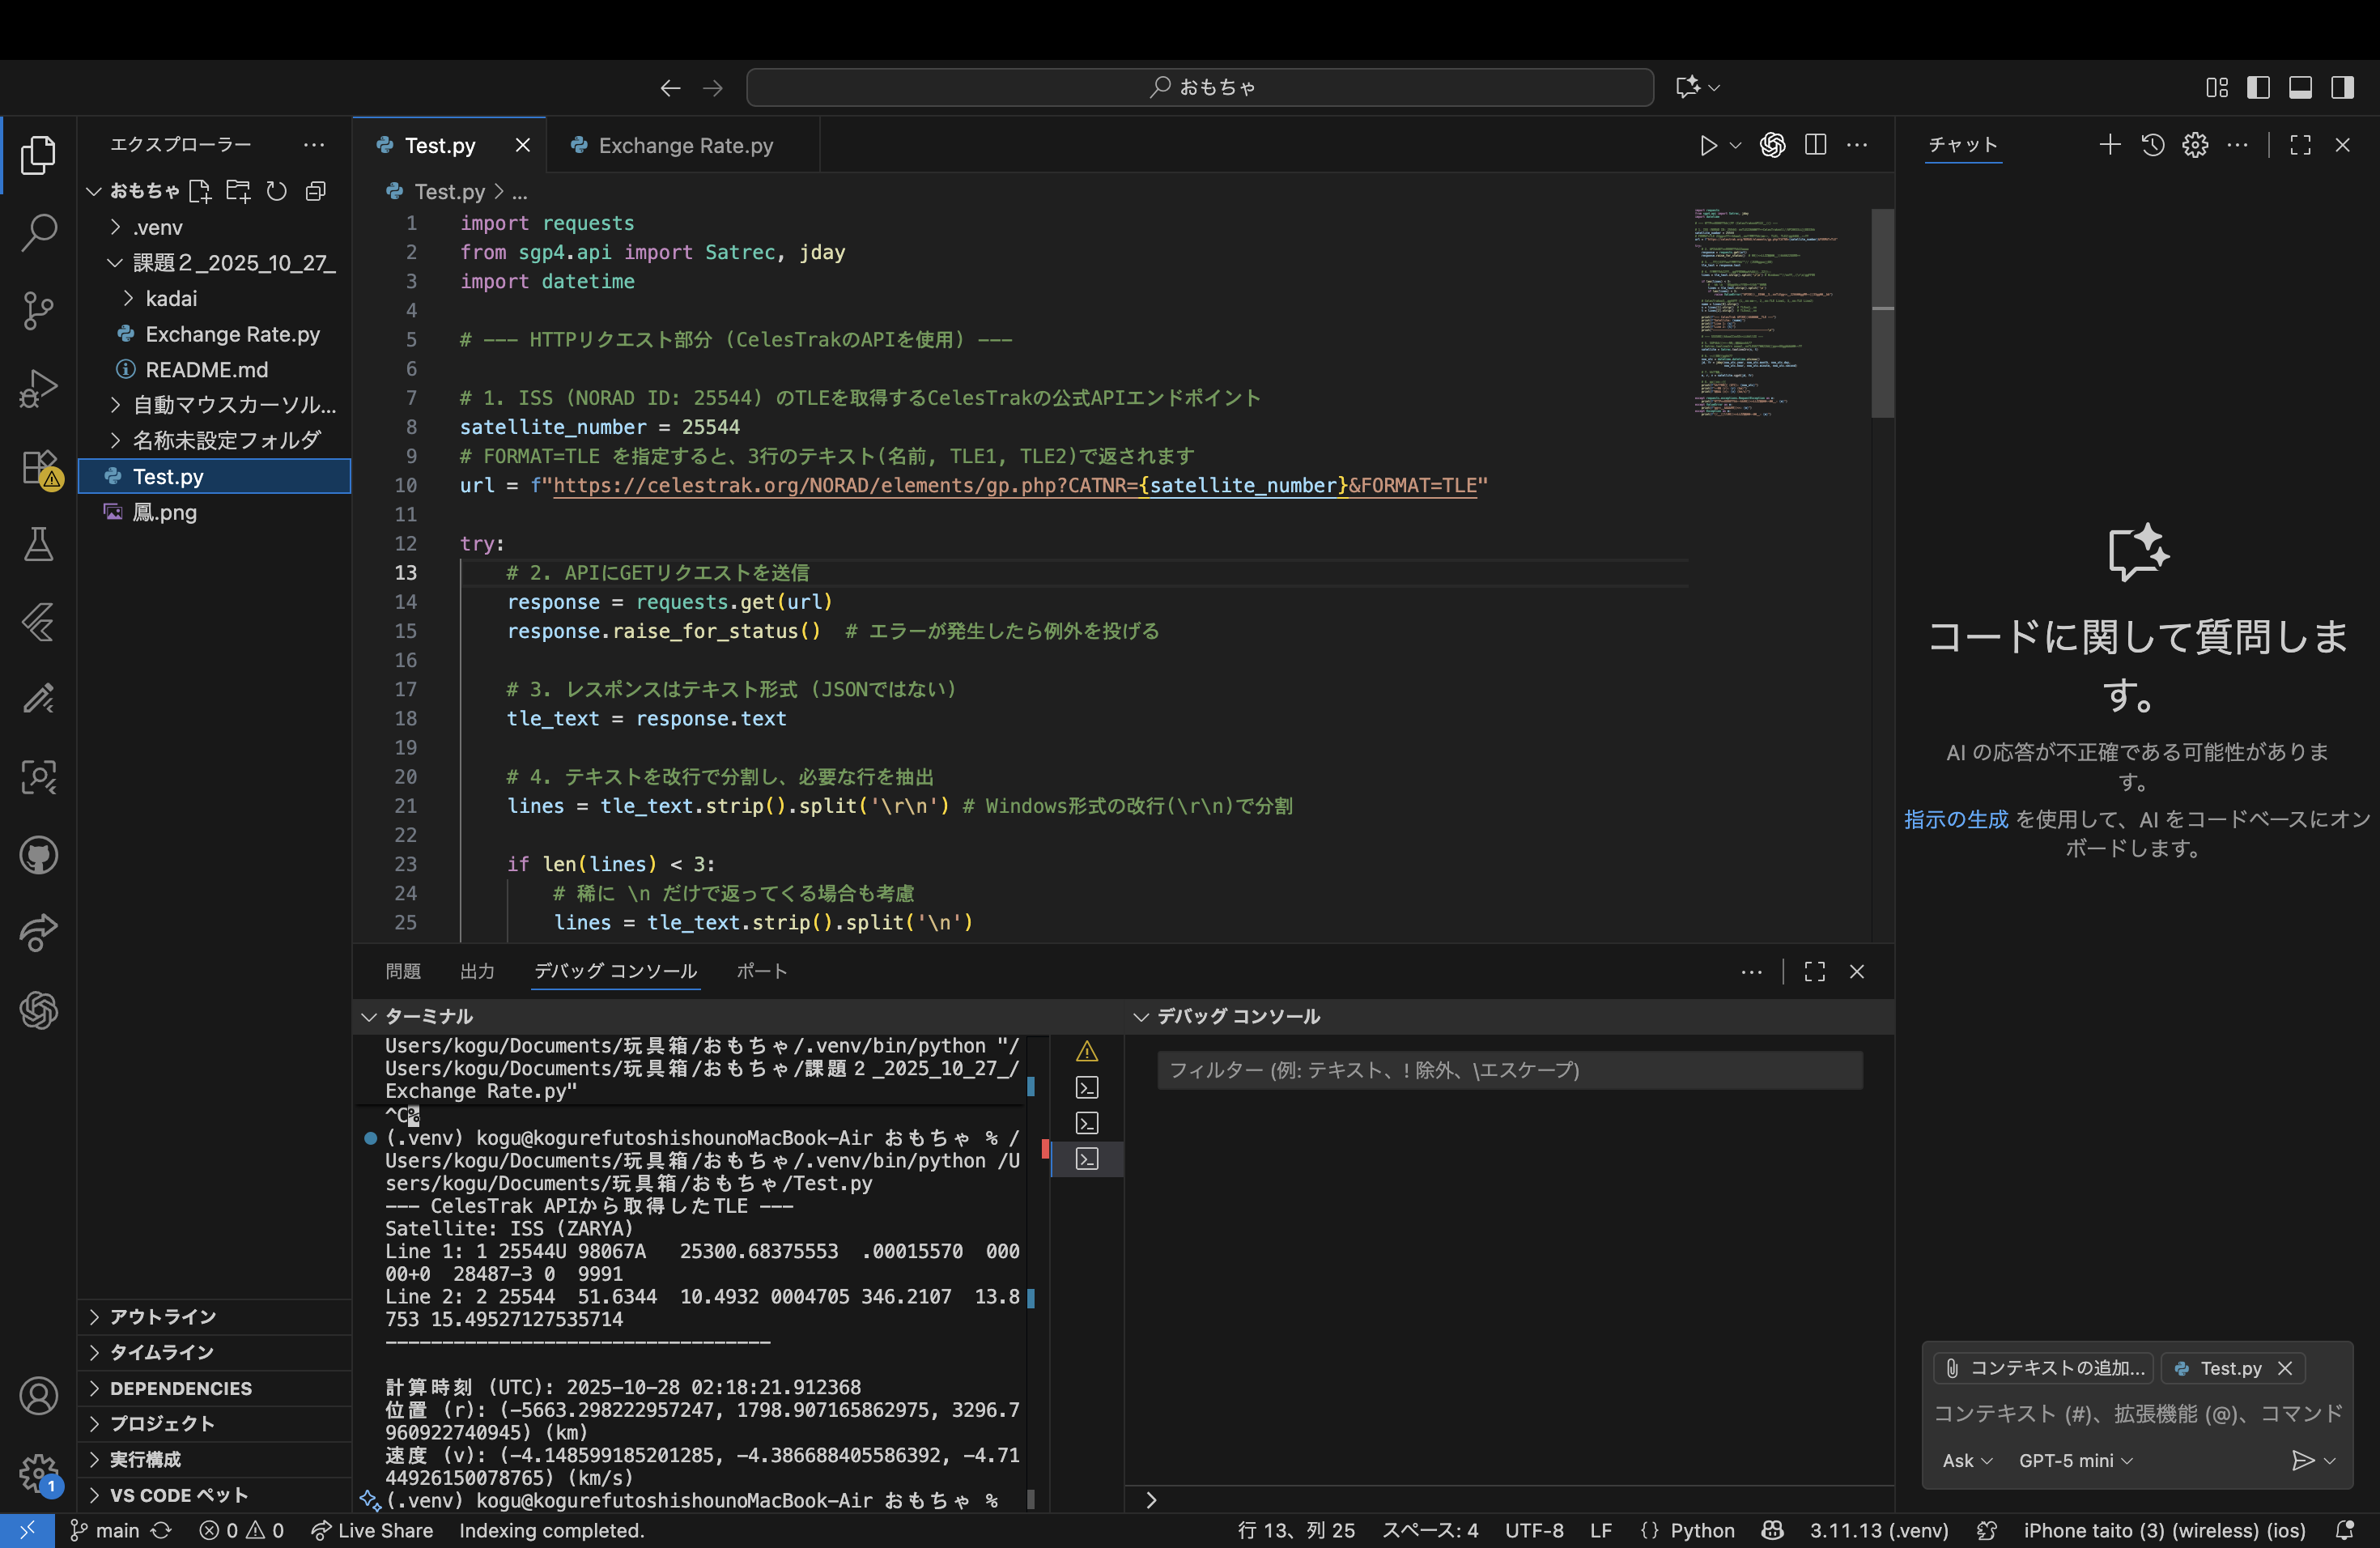 おもちゃ
エクスプローラー
おもちゃ
.venv
課題２_2025_10_27_
kadai
Exchange Rate.py
README.md
自動マウスカーソル...
名称未設定フォルダ
Test.py
鳳.png
アウトライン
タイムライン
DEPENDENCIES
プロジェクト
実行構成
VS CODE ペット
1
Test.py
Exchange Rate.py
Test.py > ...
1 import requests
2 from sgp4.api import Satrec, jday
3 import datetime
4
5 # --- HTTPリクエスト部分 (CelesTrakのAPIを使用) ---
6
7 # 1. ISS (NORAD ID: 25544) のTLEを取得するCelesTrakの公式APIエンドポイント
8 satellite_number = 25544
9 # FORMAT=TLE を指定すると、3行のテキスト(名前, TLE1, TLE2)で返されます
10 url = f"https://celestrak.org/NORAD/elements/gp.php?CATNR={satellite_number}&FORMAT=TLE"
11
12 try:
13 # 2. APIにGETリクエストを送信
14 response = requests.get(url)
15 response.raise_for_status() # エラーが発生したら例外を投げる
16
17 # 3. レスポンスはテキスト形式 (JSONではない)
18 tle_text = response.text
19
20 # 4. テキストを改行で分割し、必要な行を抽出
21 lines = tle_text.strip().split('\r\n') # Windows形式の改行(\r\n)で分割
22
23 if len(lines) < 3:
24 # 稀に \n だけで返ってくる場合も考慮
25 lines = tle_text.strip().split('\n')
問題 出力 デバッグ コンソール ポート
ターミナル
Users/kogu/Documents/玩具箱/おもちゃ/.venv/bin/python "/
Users/kogu/Documents/玩具箱/おもちゃ/課題２_2025_10_27_/
Exchange Rate.py"
^C%
(.venv) kogu@kogurefutoshishounoMacBook-Air おもちゃ % /
Users/kogu/Documents/玩具箱/おもちゃ/.venv/bin/python /U
sers/kogu/Documents/玩具箱/おもちゃ/Test.py
--- CelesTrak APIから取得したTLE ---
Satellite: ISS (ZARYA)
Line 1: 1 25544U 98067A   25300.68375553  .00015570  000
00+0  28487-3 0  9991
Line 2: 2 25544  51.6344  10.4932 0004705 346.2107  13.8
753 15.49527127535714
----------------------------------
計算時刻 (UTC): 2025-10-28 02:18:21.912368
位置 (r): (-5663.298222957247, 1798.907165862975, 3296.7
960922740945) (km)
速度 (v): (-4.148599185201285, -4.386688405586392, -4.71
44926150078765) (km/s)
(.venv) kogu@kogurefutoshishounoMacBook-Air おもちゃ %
デバッグ コンソール
フィルター (例: テキスト、! 除外、\エスケープ)
チャット
コードに関して質問しま
す。
AI の応答が不正確である可能性がありま
す。
指示の生成 を使用して、AI をコードベースにオン
ボードします。
コンテキストの追加...
Test.py
コンテキスト (#)、拡張機能 (@)、コマンド
Ask
GPT-5 mini
main
0
0
Live Share
Indexing completed.
行 13、列 25
スペース: 4
UTF-8
LF
{} Python
3.11.13 (.venv)
iPhone taito (3) (wireless) (ios)